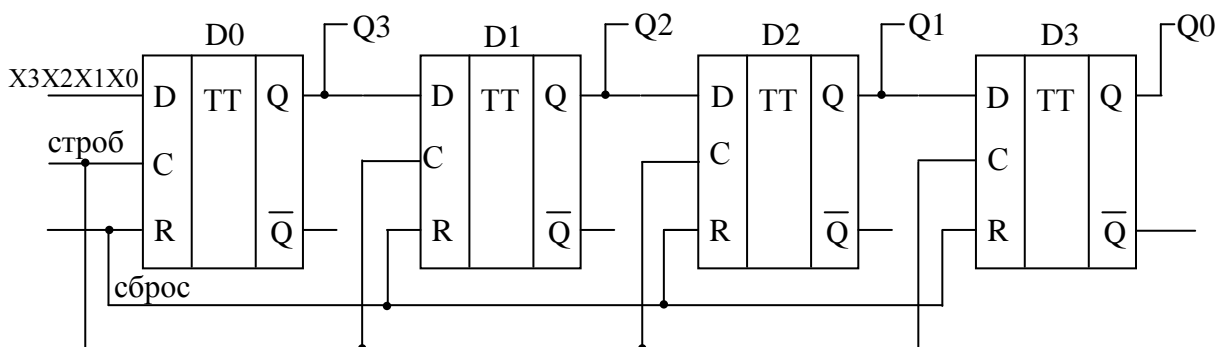 D0 Q3 D1 Q2 D2 Q1 D3 Q0
X3X2X1X0 D TT Q D TT Q D TT Q D TT Q
строб C C C C
R Q̅ R Q̅ R Q̅ R Q̅
сброс